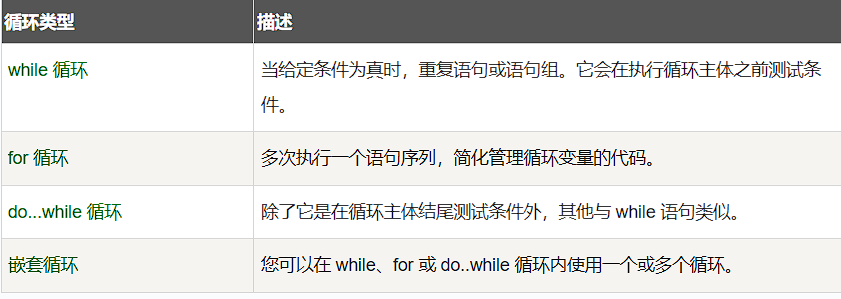 循环类型 描述
while 循环 当给定条件为真时，重复语句或语句组。它会在执行循环主体之前测试条
件。
for 循环 多次执行一个语句序列，简化管理循环变量的代码。
do...while 循环 除了它是在循环主体结尾测试条件外，其他与 while 语句类似。
嵌套循环 您可以在 while、for 或 do..while 循环内使用一个或多个循环。